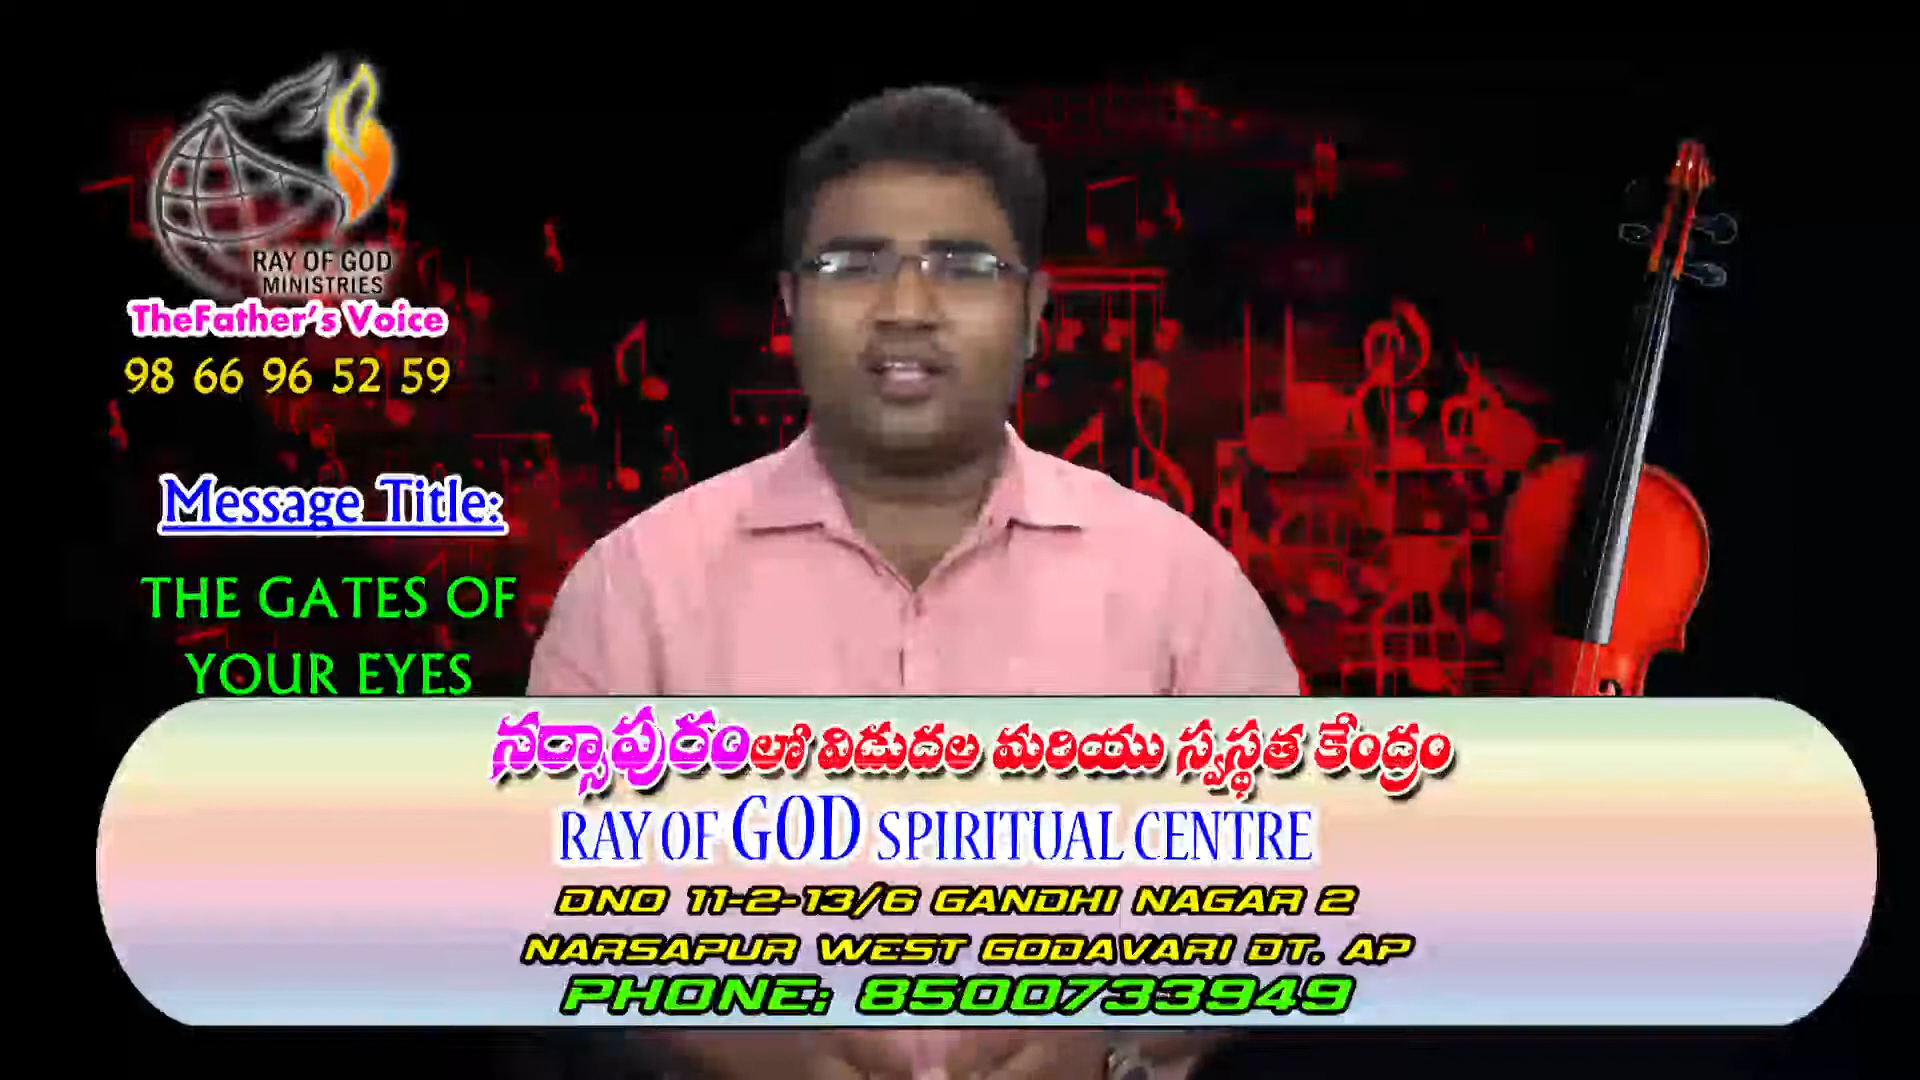 RAY OF GOD
MINISTRIES
TheFather's Voice
98 66 96 52 59
Message Title:
THE GATES OF
YOUR EYES
నర్సాపురంలో విడుదల మరియు స్వస్థత కేంద్రం
RAY OF GOD SPIRITUAL CENTRE
DNO 11-2-13/6 GANDHI NAGAR 2
NARSAPUR WEST GODAVARI DT. AP
PHONE: 8500733949